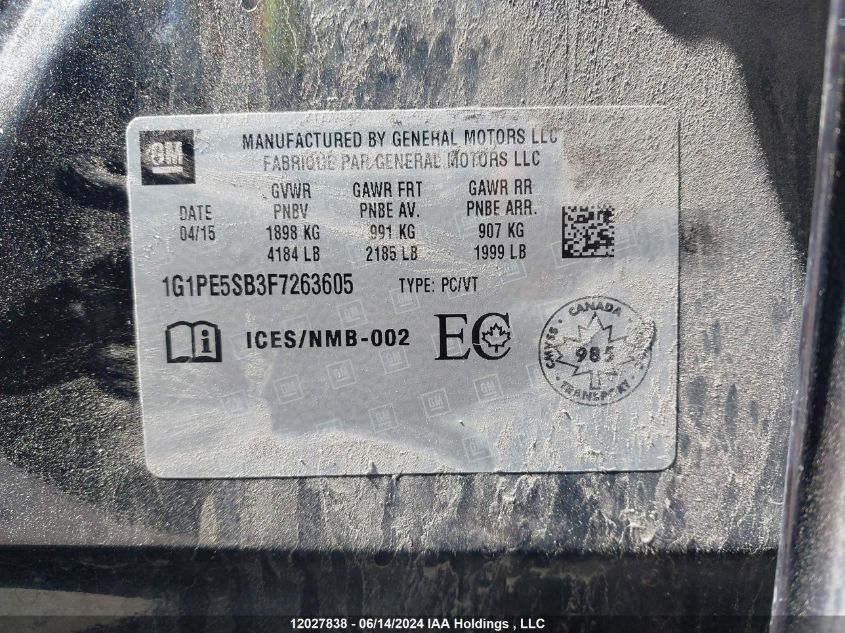 GM
MANUFACTURED BY GENERAL MOTORS LLC
FABRIQUE PAR GENERAL MOTORS LLC
GVWR GAWR FRT GAWR RR
DATE PNBV PNBE AV. PNBE ARR.
04/15 1898 KG 991 KG 907 KG
4184 LB 2185 LB 1999 LB
1G1PE5SB3F7263605 TYPE: PC/VT
i ICES/NMB-002 EC
CANADA
CMVSS 985
TRANSPORT
12027838 - 06/14/2024 IAA Holdings , LLC